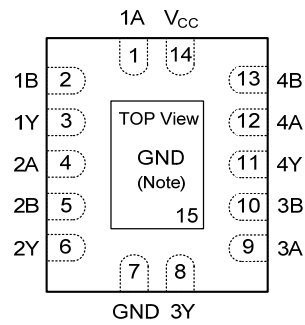 1A VCC
1 14
1B 2 13 4B
1Y 3 TOP View 12 4A
2A 4 GND 11 4Y
(Note)
2B 5 10 3B
15
2Y 6 9 3A
7 8
GND 3Y